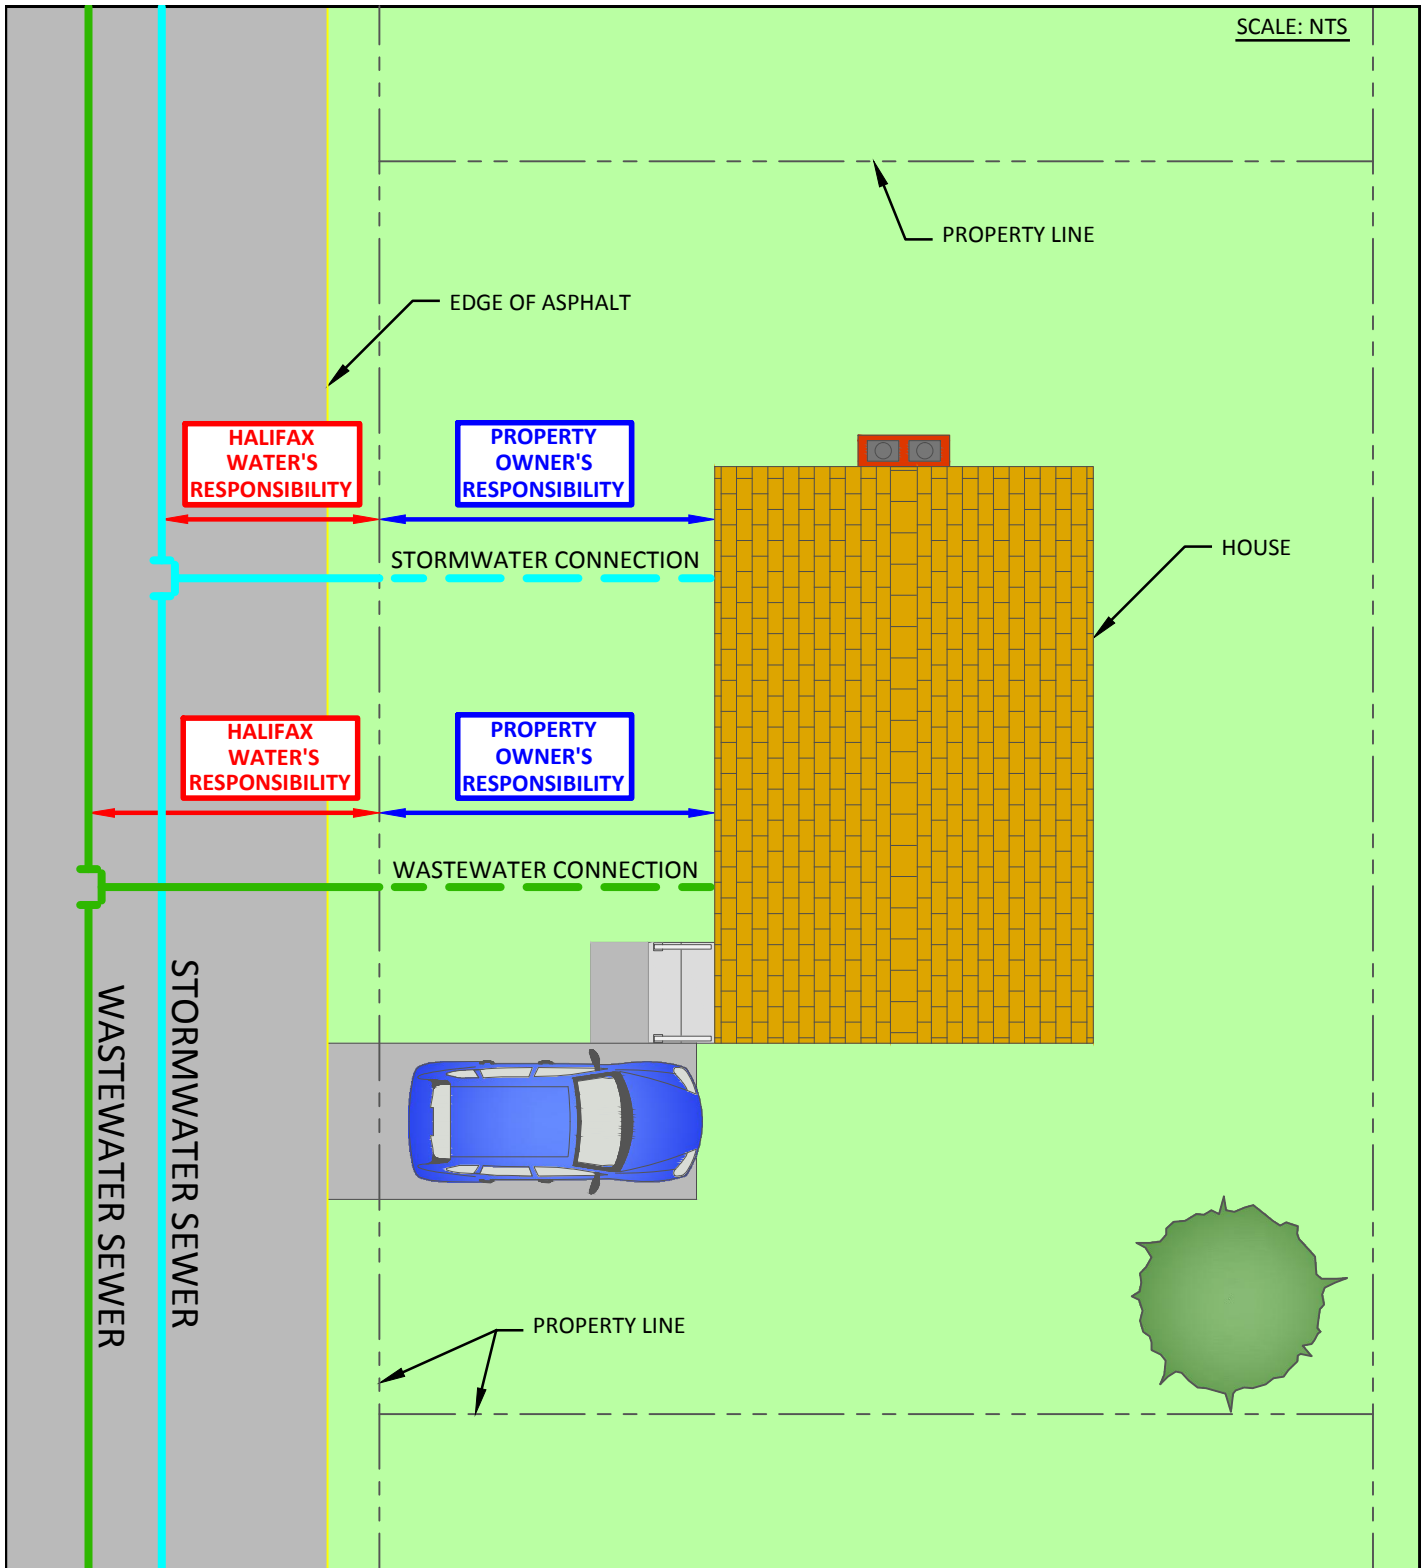 SCALE: NTS
PROPERTY LINE
EDGE OF ASPHALT
HALIFAX
WATER'S
RESPONSIBILITY
PROPERTY
OWNER'S
RESPONSIBILITY
HOUSE
STORMWATER CONNECTION
HALIFAX
WATER'S
RESPONSIBILITY
PROPERTY
OWNER'S
RESPONSIBILITY
WASTEWATER CONNECTION
WASTEWATER SEWER
STORMWATER SEWER
PROPERTY LINE